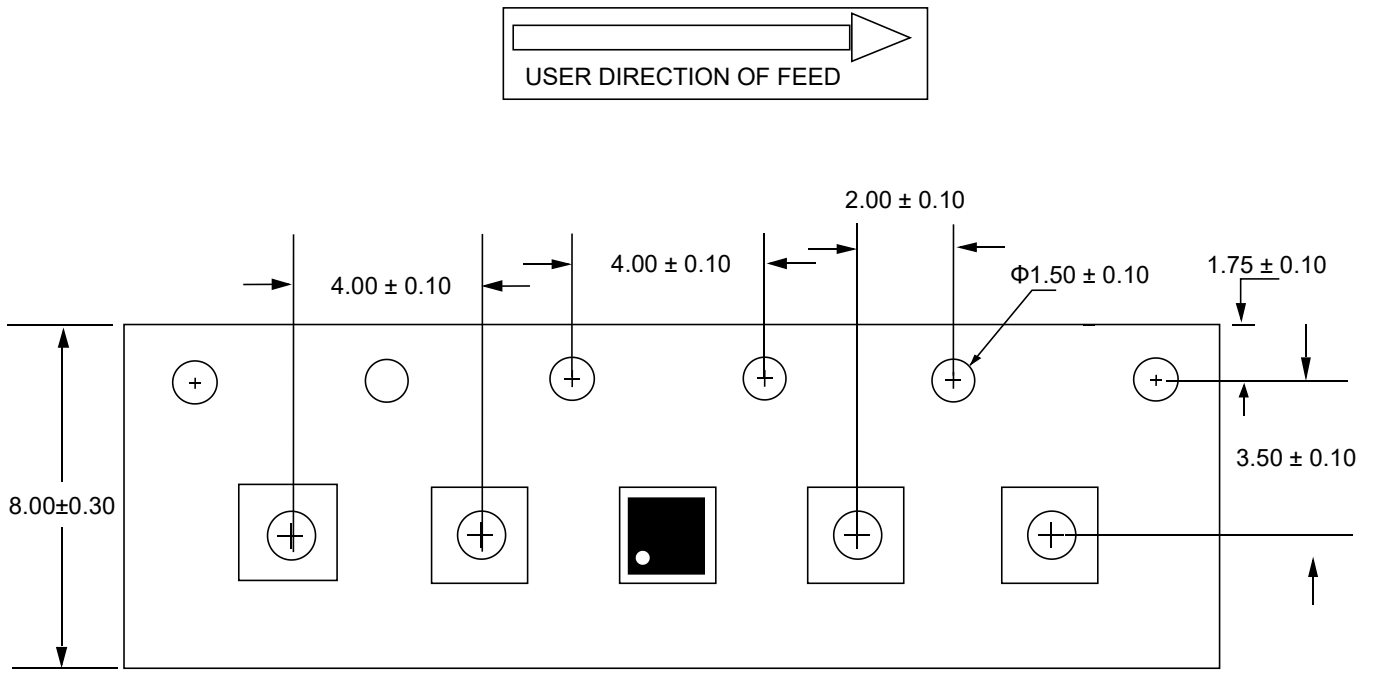 USER DIRECTION OF FEED
2.00 ± 0.10
4.00 ± 0.10
4.00 ± 0.10
Φ1.50 ± 0.10
1.75 ± 0.10
3.50 ± 0.10
8.00±0.30